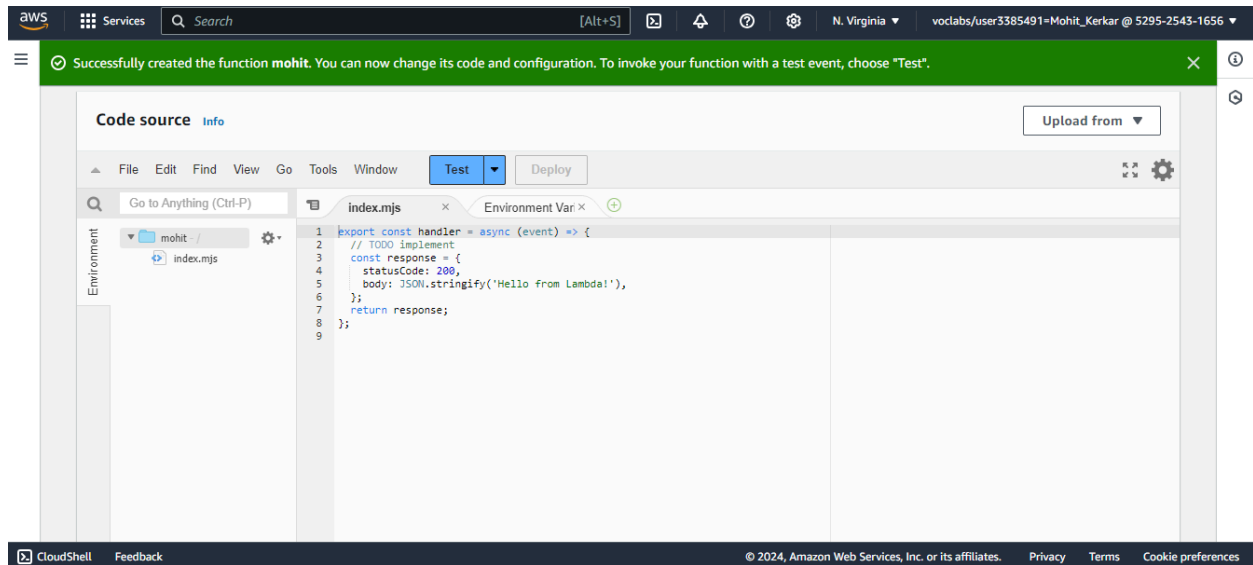 aws Services Search [Alt+S] N. Virginia ▼ voclabs/user3385491=Mohit_Kerkar @ 5295-2543-1656 ▼
Successfully created the function mohit. You can now change its code and configuration. To invoke your function with a test event, choose "Test".
Code source Info Upload from ▼
File Edit Find View Go Tools Window Test Deploy
Go to Anything (Ctrl-P) index.mjs × Environment Vari ×
Environment
mohit - /
index.mjs
1 export const handler = async (event) => {
2 // TODO implement
3 const response = {
4 statusCode: 200,
5 body: JSON.stringify('Hello from Lambda!'),
6 };
7 return response;
8 };
9
CloudShell Feedback © 2024, Amazon Web Services, Inc. or its affiliates. Privacy Terms Cookie preferences